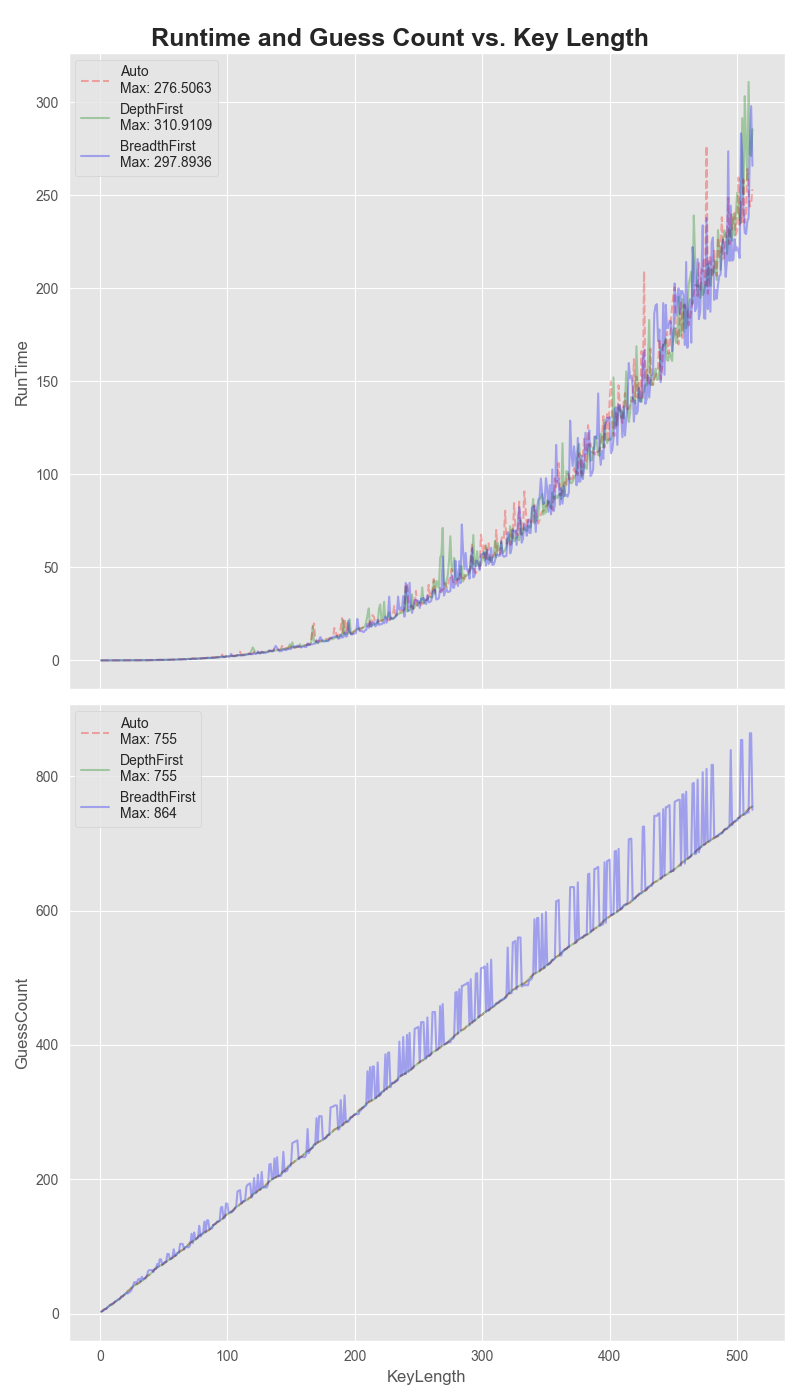 Runtime and Guess Count vs. Key Length
Auto
Max: 276.5063
DepthFirst
Max: 310.9109
BreadthFirst
Max: 297.8936
300
250
200
150
100
50
0
RunTime
Auto
Max: 755
DepthFirst
Max: 755
BreadthFirst
Max: 864
800
600
400
200
0
GuessCount
0 100 200 300 400 500
KeyLength